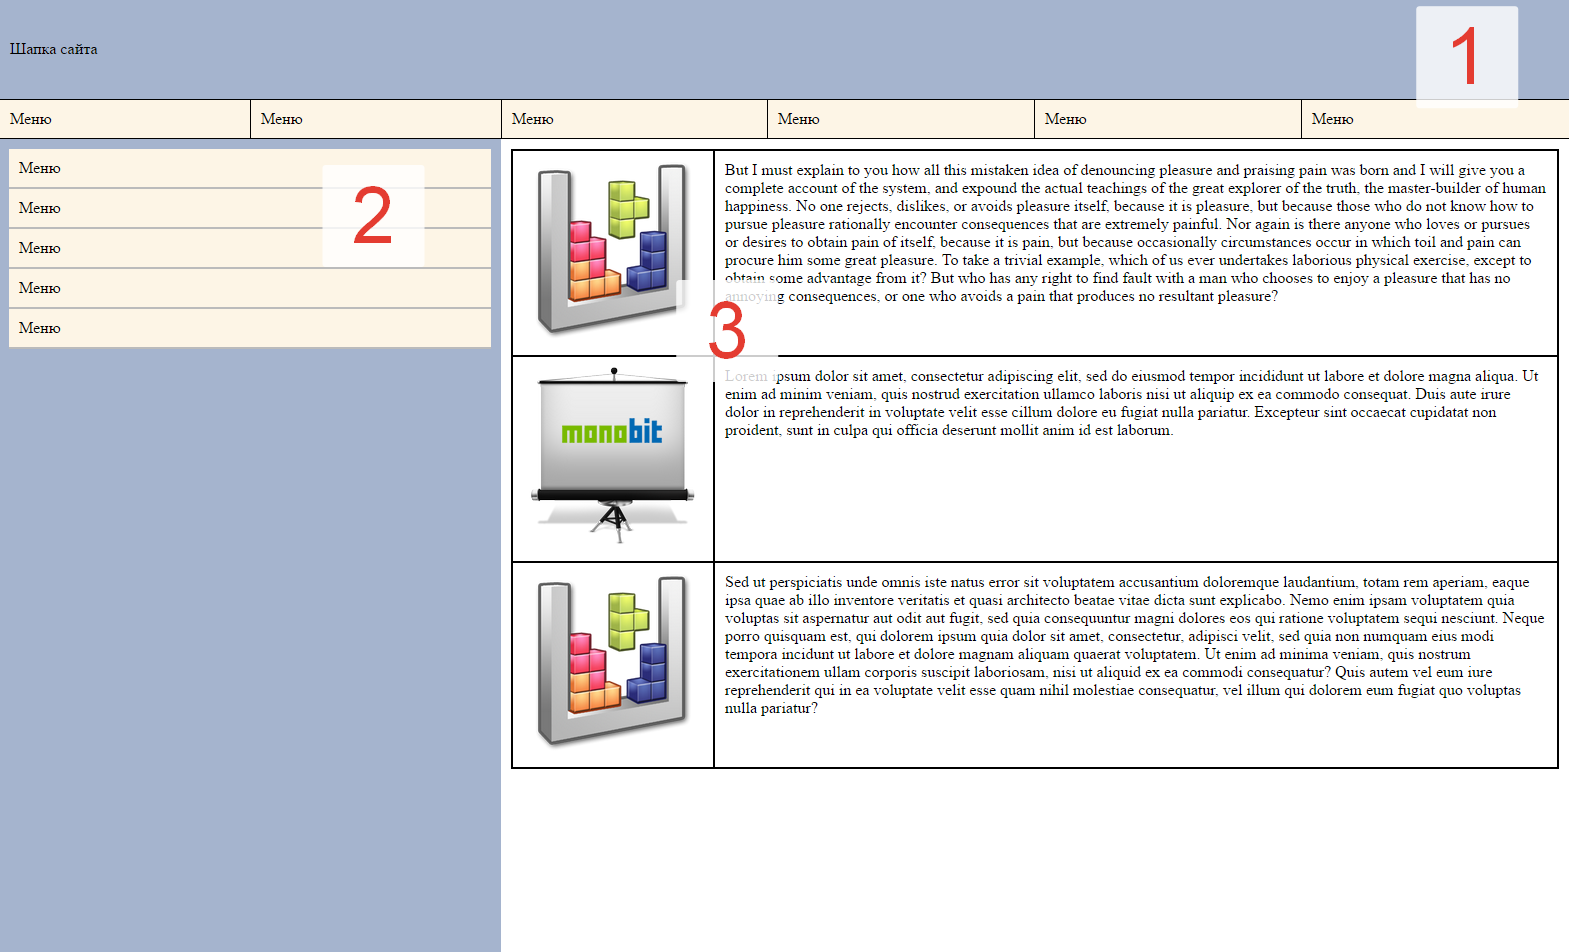 Шапка сайта
1
Меню
Меню
Меню
Меню
Меню
Меню
Меню
Меню
Меню
Меню
Меню
2
But I must explain to you how all this mistaken idea of denouncing pleasure and praising pain was born and I will give you a
complete account of the system, and expound the actual teachings of the great explorer of the truth, the master-builder of human
happiness. No one rejects, dislikes, or avoids pleasure itself, because it is pleasure, but because those who do not know how to
pursue pleasure rationally encounter consequences that are extremely painful. Nor again is there anyone who loves or pursues
or desires to obtain pain of itself, because it is pain, but because occasionally circumstances occur in which toil and pain can
procure him some great pleasure. To take a trivial example, which of us ever undertakes laborious physical exercise, except to
obtain some advantage from it? But who has any right to find fault with a man who chooses to enjoy a pleasure that has no
annoying consequences, or one who avoids a pain that produces no resultant pleasure?
3
monobit
Lorem ipsum dolor sit amet, consectetur adipiscing elit, sed do eiusmod tempor incididunt ut labore et dolore magna aliqua. Ut
enim ad minim veniam, quis nostrud exercitation ullamco laboris nisi ut aliquip ex ea commodo consequat. Duis aute irure
dolor in reprehenderit in voluptate velit esse cillum dolore eu fugiat nulla pariatur. Excepteur sint occaecat cupidatat non
proident, sunt in culpa qui officia deserunt mollit anim id est laborum.
Sed ut perspiciatis unde omnis iste natus error sit voluptatem accusantium doloremque laudantium, totam rem aperiam, eaque
ipsa quae ab illo inventore veritatis et quasi architecto beatae vitae dicta sunt explicabo. Nemo enim ipsam voluptatem quia
voluptas sit aspernatur aut odit aut fugit, sed quia consequuntur magni dolores eos qui ratione voluptatem sequi nesciunt. Neque
porro quisquam est, qui dolorem ipsum quia dolor sit amet, consectetur, adipisci velit, sed quia non numquam eius modi
tempora incidunt ut labore et dolore magnam aliquam quaerat voluptatem. Ut enim ad minima veniam, quis nostrum
exercitationem ullam corporis suscipit laboriosam, nisi ut aliquid ex ea commodi consequatur? Quis autem vel eum iure
reprehenderit qui in ea voluptate velit esse quam nihil molestiae consequatur, vel illum qui dolorem eum fugiat quo voluptas
nulla pariatur?